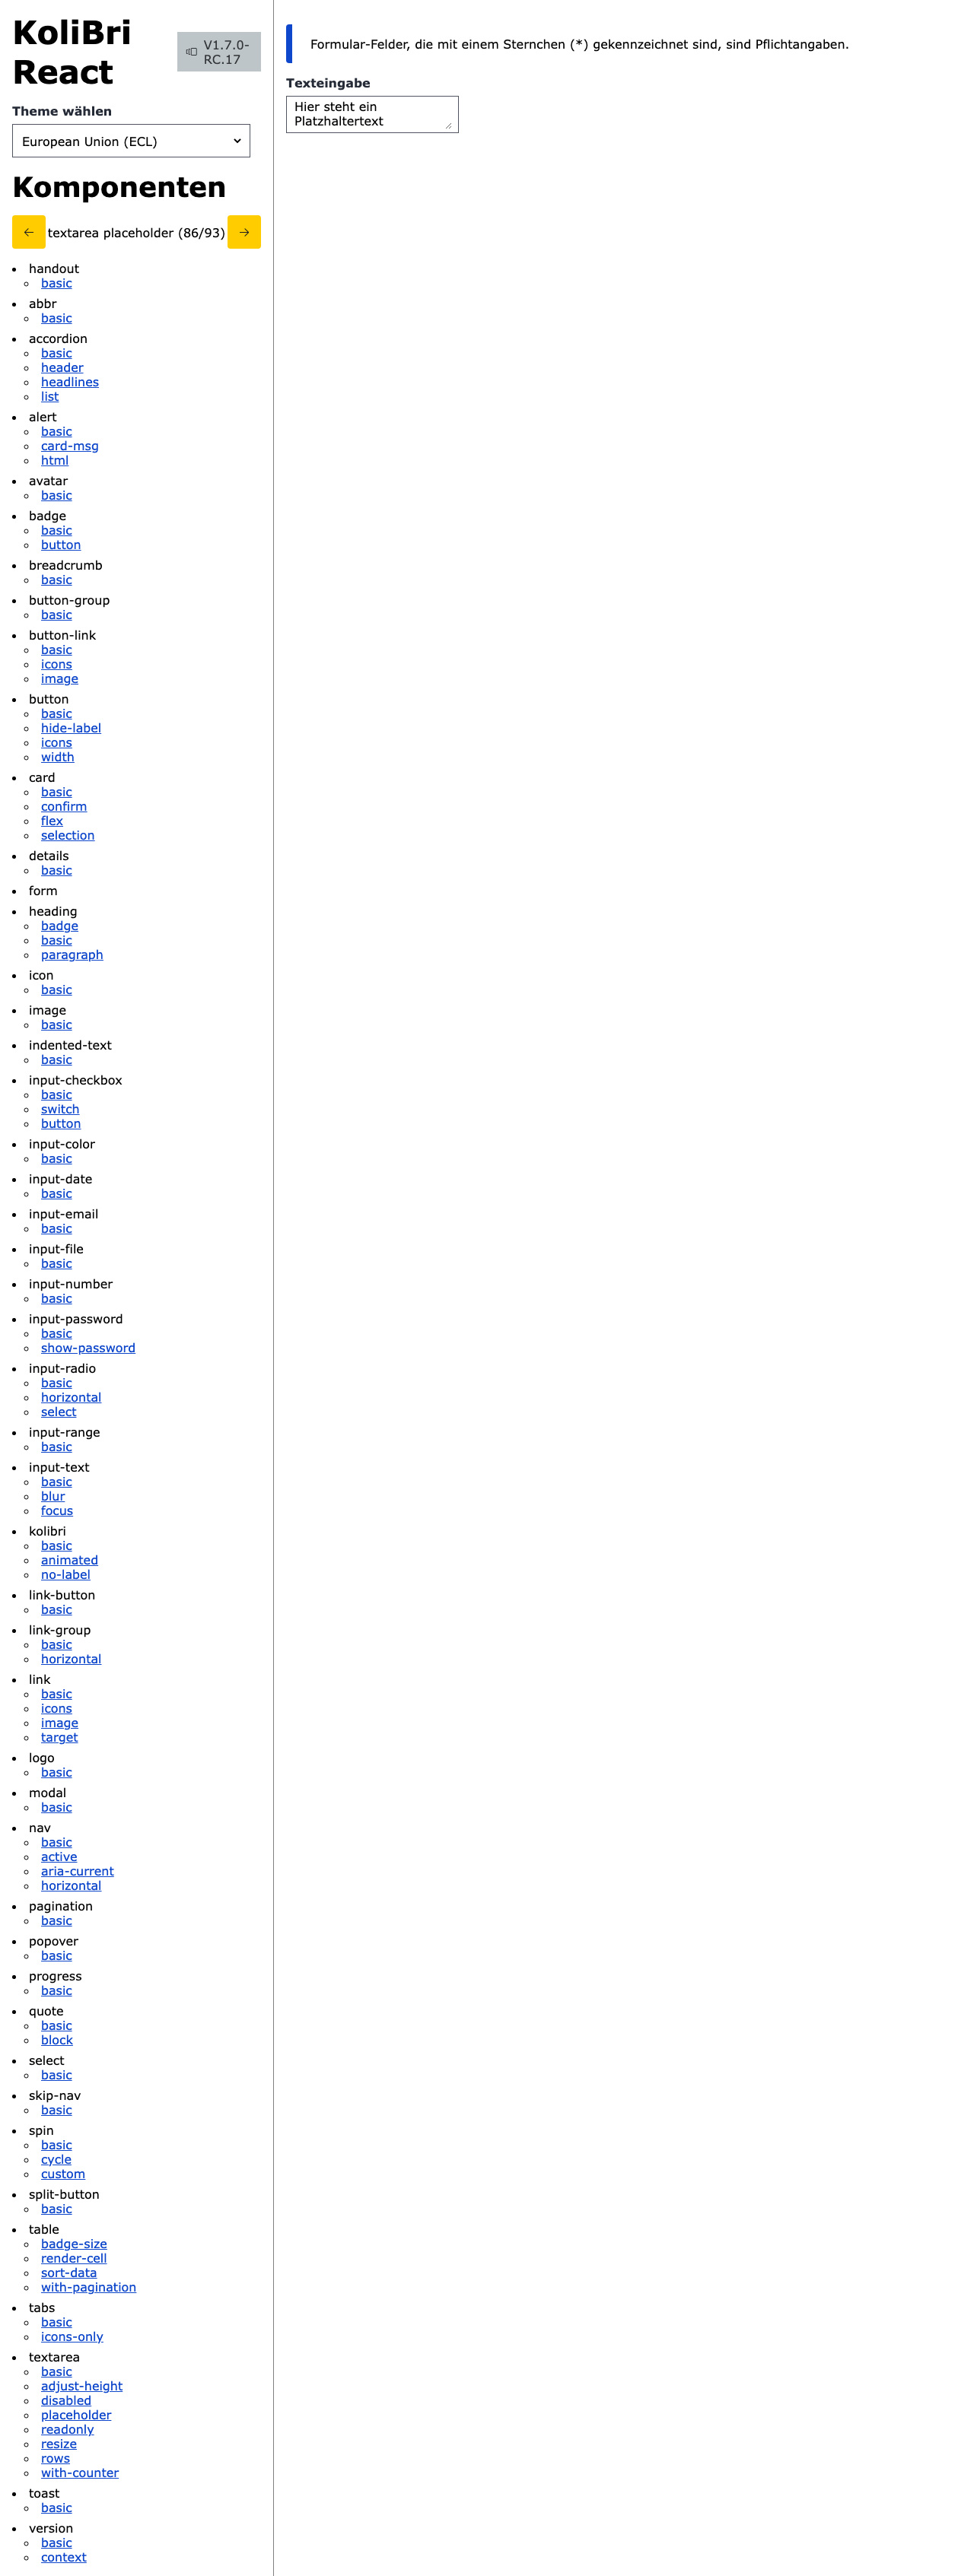 KoliBri
React
V1.7.0-
RC.17
Theme wählen
European Union (ECL)
Komponenten
textarea placeholder (86/93)
handout
basic
abbr
basic
accordion
basic
header
headlines
list
alert
basic
card-msg
html
avatar
basic
badge
basic
button
breadcrumb
basic
button-group
basic
button-link
basic
icons
image
button
basic
hide-label
icons
width
card
basic
confirm
flex
selection
details
basic
form
heading
badge
basic
paragraph
icon
basic
image
basic
indented-text
basic
input-checkbox
basic
switch
button
input-color
basic
input-date
basic
input-email
basic
input-file
basic
input-number
basic
input-password
basic
show-password
input-radio
basic
horizontal
select
input-range
basic
input-text
basic
blur
focus
kolibri
basic
animated
no-label
link-button
basic
link-group
basic
horizontal
link
basic
icons
image
target
logo
basic
modal
basic
nav
basic
active
aria-current
horizontal
pagination
basic
popover
basic
progress
basic
quote
basic
block
select
basic
skip-nav
basic
spin
basic
cycle
custom
split-button
basic
table
badge-size
render-cell
sort-data
with-pagination
tabs
basic
icons-only
textarea
basic
adjust-height
disabled
placeholder
readonly
resize
rows
with-counter
toast
basic
version
basic
context
Formular-Felder, die mit einem Sternchen (*) gekennzeichnet sind, sind Pflichtangaben.
Texteingabe
Hier steht ein
Platzhaltertext